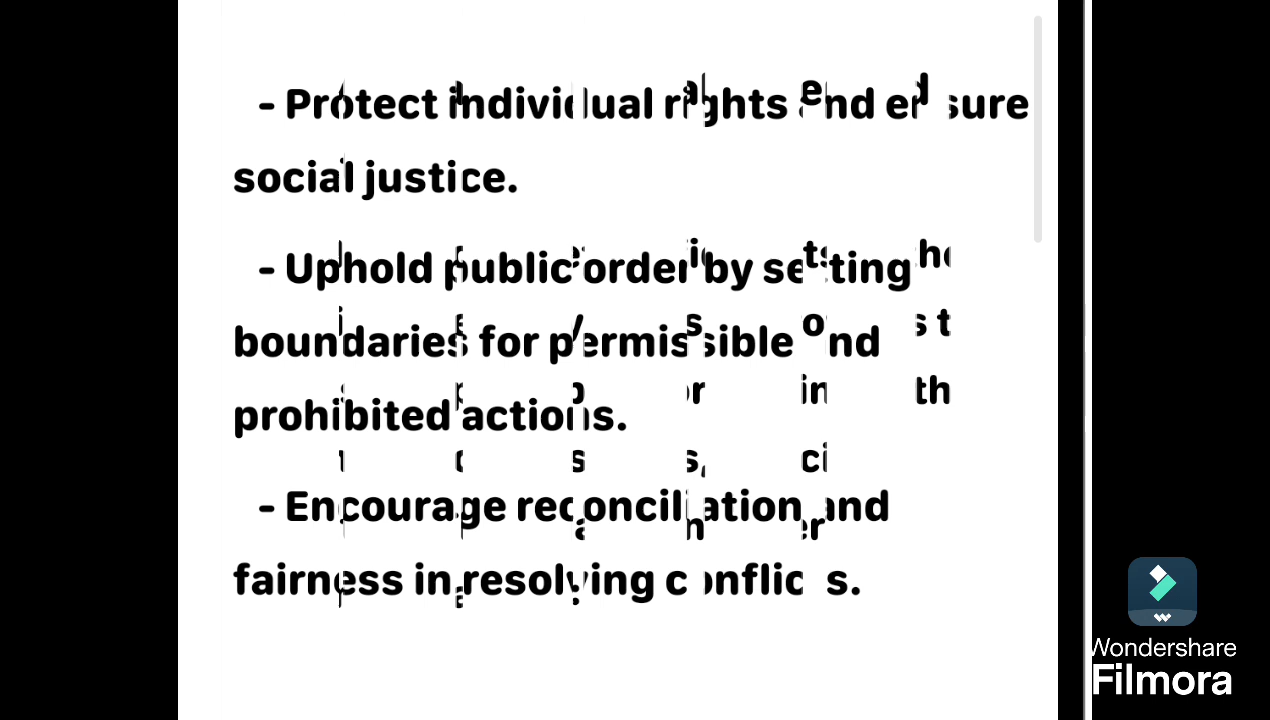 - Protect individual rights and ensure
social justice.
- Uphold public order by setting
boundaries for permissible and
prohibited actions.
- Encourage reconciliation and
fairness in resolving conflicts.
Wondershare
Filmora